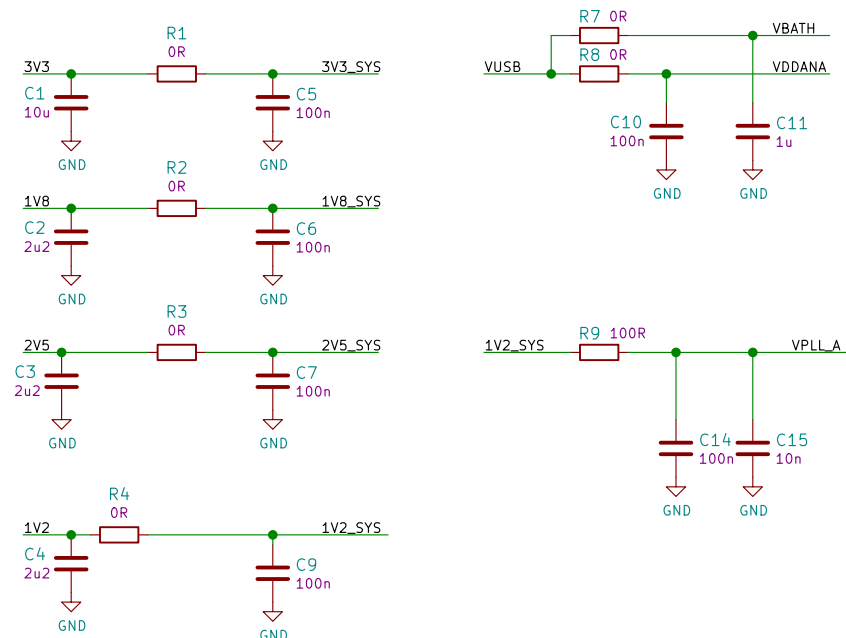 R1
0R
3V3
3V3_SYS
C1
10u
C5
100n
GND
GND
R2
0R
1V8
1V8_SYS
C2
2u2
C6
100n
GND
GND
R3
0R
2V5
2V5_SYS
C3
2u2
C7
100n
GND
GND
R4
0R
1V2
1V2_SYS
C4
2u2
C9
100n
GND
GND
R7 0R
VBATH
R8 0R
VUSB
VDDANA
C10
100n
C11
1u
GND
GND
R9 100R
1V2_SYS
VPLL_A
C14
100n
C15
10n
GND
GND